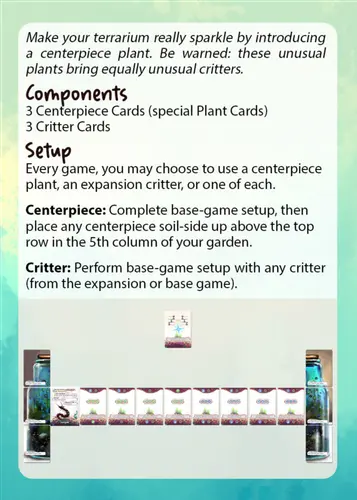 Make your terrarium really sparkle by introducing
a centerpiece plant. Be warned: these unusual
plants bring equally unusual critters.
Components
3 Centerpiece Cards (special Plant Cards)
3 Critter Cards
Setup
Every game, you may choose to use a centerpiece
plant, an expansion critter, or one of each.
Centerpiece: Complete base-game setup, then
place any centerpiece soil-side up above the top
row in the 5th column of your garden.
Critter: Perform base-game setup with any critter
(from the expansion or base game).